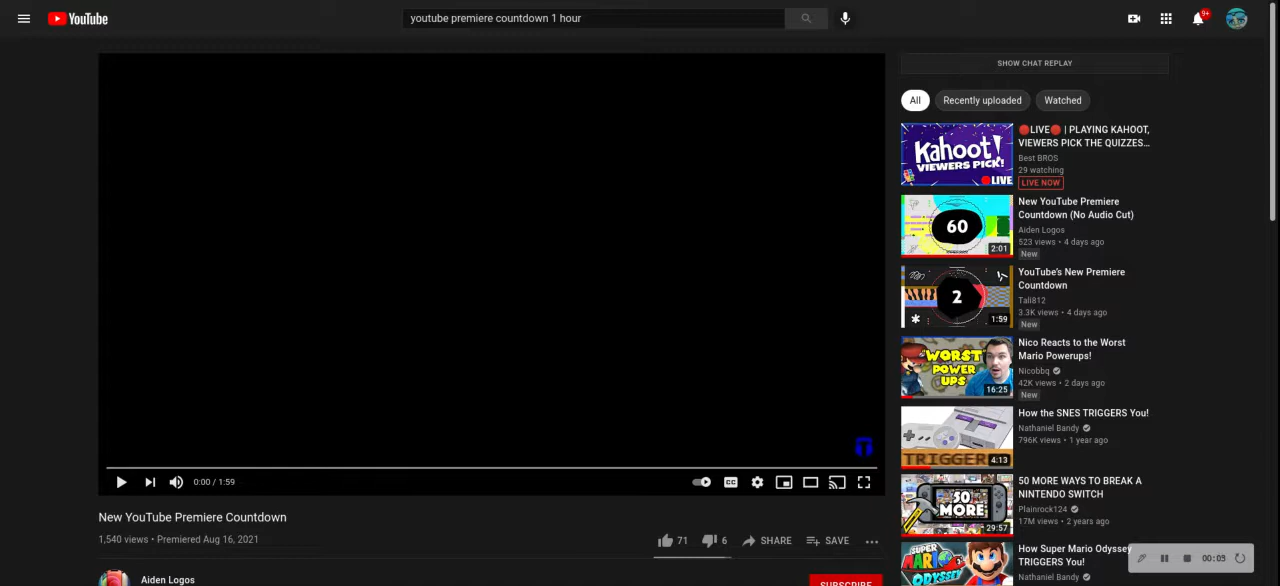 YouTube
youtube premiere countdown 1 hour
9+
SHOW CHAT REPLAY
All
Recently uploaded
Watched
Kahoot!
VIEWERS PICK!
LIVE
🔴LIVE🔴 | PLAYING KAHOOT,
VIEWERS PICK THE QUIZZES…
Best BROS
29 watching
LIVE NOW
60
2:01
New YouTube Premiere
Countdown (No Audio Cut)
Aiden Logos
523 views • 4 days ago
New
2
1:59
YouTube's New Premiere
Countdown
Tali812
3.3K views • 4 days ago
New
WORST
POWER
UPS
16:25
Nico Reacts to the Worst
Mario Powerups!
Nicobbq
42K views • 2 days ago
New
TRIGGER
4:13
How the SNES TRIGGERS You!
Nathaniel Bandy
796K views • 1 year ago
50
MORE
29:57
50 MORE WAYS TO BREAK A
NINTENDO SWITCH
Plainrock124
17M views • 2 years ago
SUPER
MARIO
ODYSSEY
How Super Mario Odyssey
TRIGGERS You!
Nathaniel Bandy
0:00 / 1:59
CC
New YouTube Premiere Countdown
1,540 views • Premiered Aug 16, 2021
71
6
SHARE
SAVE
Aiden Logos
SUBSCRIBE
00:03